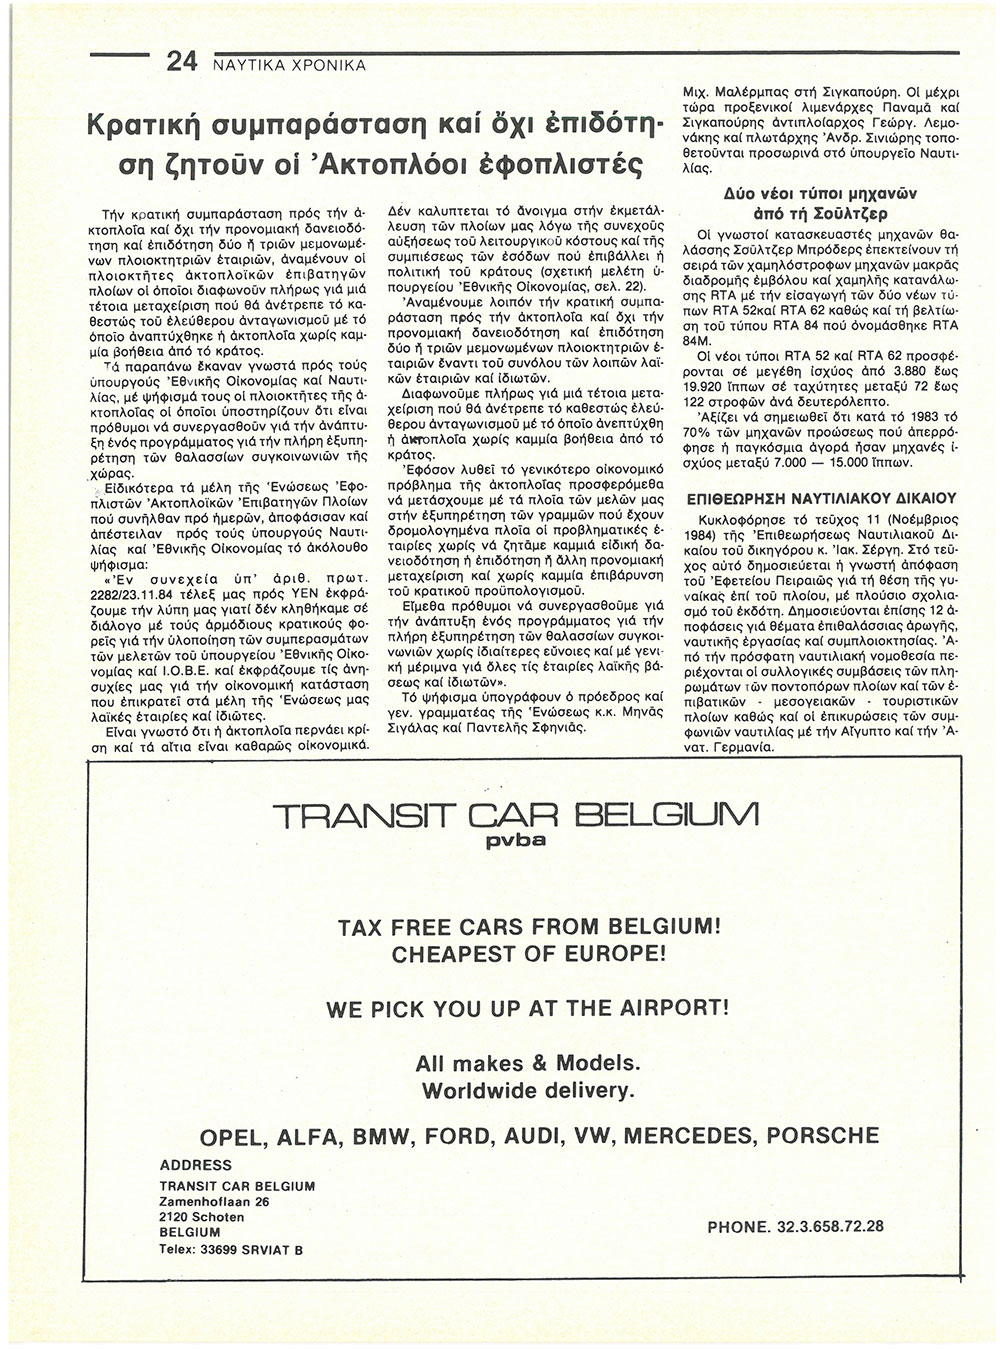 24 ΝΑΥΤΙΚΑ ΧΡΟΝΙΚΑ
Κρατική συμπαράσταση καί ὄχι ἐπιδότη-
ση ζητοῦν οἱ Ἀκτοπλόοι ἐφοπλιστές
Τήν κρατική συμπαράσταση πρός τήν ἀ-
κτοπλοΐα καί ὄχι τήν προνομιακή δανειοδό-
τηση καί ἐπιδότηση δύο ἤ τριῶν μεμονωμέ-
νων πλοιοκτητριῶν ἑταιριῶν, ἀναμένουν οἱ
πλοιοκτῆτες ἀκτοπλοϊκῶν ἐπιβατηγῶν
πλοίων οἱ ὁποῖοι διαφωνοῦν πλήρως γιά μιά
τέτοια μεταχείριση πού θά ἀνέτρεπε τό κα-
θεστώς τοῦ ἐλεύθερου ἀνταγωνισμοῦ μέ τό
ὁποῖο ἀναπτύχθηκε ἡ ἀκτοπλοΐα χωρίς καμ-
μία βοήθεια ἀπό τό κράτος.
Τά παραπάνω ἔκαναν γνωστά πρός τούς
ὑπουργούς Ἐθνικῆς Οἰκονομίας καί Ναυτι-
λίας, μέ ψήφισμά τους οἱ πλοιοκτῆτες τῆς ἀ-
κτοπλοΐας οἱ ὁποῖοι ὑποστηρίζουν ὅτι εἶναι
πρόθυμοι νά συνεργασθοῦν γιά τήν ἀνάπτυ-
ξη ἑνός προγράμματος γιά τήν πλήρη ἐξυπη-
ρέτηση τῶν θαλασσίων συγκοινωνιῶν τῆς
χώρας.
Εἰδικότερα τά μέλη τῆς Ἑνώσεως Ἐφο-
πλιστῶν Ἀκτοπλοϊκῶν Ἐπιβατηγῶν Πλοίων
πού συνῆλθαν πρό ἡμερῶν, ἀποφάσισαν καί
ἀπέστειλαν πρός τούς ὑπουργούς Ναυτι-
λίας καί Ἐθνικῆς Οἰκονομίας τό ἀκόλουθο
ψήφισμα:
«Ἐν συνεχεία ὑπ' ἀριθ. πρωτ.
2282/23.11.84 τέλεξ μας πρός ΥΕΝ ἐκφρά-
ζουμε τήν λύπη μας γιατί δέν κληθήκαμε σέ
διάλογο μέ τούς ἁρμόδιους κρατικούς φο-
ρεῖς γιά τήν ὑλοποίηση τῶν συμπερασμάτων
τῶν μελετῶν τοῦ ὑπουργείου Ἐθνικῆς Οἰκο-
νομίας καί Ι.Ο.Β.Ε. καί ἐκφράζουμε τίς ἀνη-
συχίες μας γιά τήν οἰκονομική κατάσταση
πού ἐπικρατεῖ στά μέλη τῆς Ἑνώσεως μας
λαϊκές ἑταιρίες καί ἰδιῶτες.
Εἶναι γνωστό ὅτι ἡ ἀκτοπλοΐα περνάει κρί-
ση καί τά αἴτια εἶναι καθαρῶς οἰκονομικά.
Δέν καλυπτεται τό ἄνοιγμα στήν ἐκμετάλ-
λευση τῶν πλοίων μας λόγω τῆς συνεχοῦς
αὐξήσεως τοῦ λειτουργικοῦ κόστους καί τῆς
συμπιέσεως τῶν ἐσόδων πού ἐπιβάλλει ἡ
πολιτική τοῦ κράτους (σχετική μελέτη ὑ-
πουργείου Ἐθνικῆς Οἰκονομίας, σελ. 22).
Ἀναμένουμε λοιπόν τήν κρατική συμπα-
ράσταση πρός τήν ἀκτοπλοΐα καί ὄχι τήν
προνομιακή δανειοδότηση καί ἐπιδότηση
δύο ἤ τριῶν μεμονωμένων πλοιοκτητριῶν ἑ-
ταιριῶν ἔναντι τοῦ συνόλου τῶν λοιπῶν λαϊ-
κῶν ἑταιριῶν καί ἰδιωτῶν.
Διαφωνοῦμε πλήρως γιά μιά τέτοια μετα-
χείριση πού θά ἀνέτρεπε τό καθεστώς ἐλεύ-
θερου ἀνταγωνισμοῦ μέ τό ὁποῖο ἀνεπτύχθη
ἡ ἀκτοπλοΐα χωρίς καμμία βοήθεια ἀπό τό
κράτος.
Ἐφόσον λυθεῖ τό γενικότερο οἰκονομικό
πρόβλημα τῆς ἀκτοπλοΐας προσφερόμεθα
νά μετάσχουμε μέ τά πλοῖα τῶν μελῶν μας
στήν ἐξυπηρέτηση τῶν γραμμῶν πού ἔχουν
δρομολογημένα πλοῖα οἱ προβληματικές ἑ-
ταιρίες χωρίς νά ζητᾶμε καμμιά εἰδική δα-
νειοδότηση ἤ ἐπιδότηση ἤ ἄλλη προνομιακή
μεταχείριση καί χωρίς καμμία ἐπιβάρυνση
τοῦ κρατικοῦ προϋπολογισμοῦ.
Εἴμεθα πρόθυμοι νά συνεργασθοῦμε γιά
τήν ἀνάπτυξη ἑνός προγράμματος γιά τήν
πλήρη ἐξυπηρέτηση τῶν θαλασσίων συγκοι-
νωνιῶν χωρίς ἰδιαίτερες εὔνοιες καί μέ γενι-
κή μέριμνα γιά ὅλες τίς ἑταιρίες λαϊκῆς βά-
σεως καί ἰδιωτῶν».
Τό ψήφισμα ὑπογράφουν ὁ πρόεδρος καί
γεν. γραμματέας τῆς Ἑνώσεως κ.κ. Μηνᾶς
Σιγάλας καί Παντελῆς Σφηνιᾶς.
Μιχ. Μαλέρμπας στή Σιγκαπούρη. Οἱ μέχρι
τώρα προξενικοί λιμενάρχες Παναμᾶ καί
Σιγκαπούρης ἀντιπλοίαρχος Γεώργ. Λεμο-
νάκης καί πλωτάρχης Ἀνδρ. Σινιώρης τοπο-
θετοῦνται προσωρινά στό ὑπουργεῖο Ναυτι-
λίας.
Δύο νέοι τύποι μηχανῶν
ἀπό τή Σοῦλτζερ
Οἱ γνωστοί κατασκευαστές μηχανῶν θα-
λάσσης Σοῦλτζερ Μπρόδερς ἐπεκτείνουν τή
σειρά τῶν χαμηλόστροφων μηχανῶν μακρᾶς
διαδρομῆς ἐμβόλου καί χαμηλῆς κατανάλω-
σης RTA μέ τήν εἰσαγωγή τῶν δύο νέων τύ-
πων RTA 52καί RTA 62 καθώς καί τή βελτίω-
ση τοῦ τύπου RTA 84 πού ὀνομάσθηκε RTA
84M.
Οἱ νέοι τύποι RTA 52 καί RTA 62 προσφέ-
ρονται σέ μεγέθη ἰσχύος ἀπό 3.880 ἕως
19.920 ἵππων σέ ταχύτητες μεταξύ 72 ἕως
122 στροφῶν ἀνά δευτερόλεπτο.
Ἀξίζει νά σημειωθεῖ ὅτι κατά τό 1983 τό
70% τῶν μηχανῶν προώσεως πού ἀπερρό-
φησε ἡ παγκόσμια ἀγορά ἦσαν μηχανές ἰ-
σχύος μεταξύ 7.000 — 15.000 ἵππων.
ΕΠΙΘΕΩΡΗΣΗ ΝΑΥΤΙΛΙΑΚΟΥ ΔΙΚΑΙΟΥ
Κυκλοφόρησε τό τεῦχος 11 (Νοέμβριος
1984) τῆς Ἐπιθεωρήσεως Ναυτιλιακοῦ Δι-
καίου τοῦ δικηγόρου κ. Ἰακ. Σέργη. Στό τεῦ-
χος αὐτό δημοσιεύεται ἡ γνωστή ἀπόφαση
τοῦ Ἐφετείου Πειραιῶς γιά τή θέση τῆς γυ-
ναίκας ἐπί τοῦ πλοίου, μέ πλούσιο σχολια-
σμό τοῦ ἐκδότη. Δημοσιεύονται ἐπίσης 12 ἀ-
ποφάσεις γιά θέματα ἐπιθαλάσσιας ἀρωγῆς,
ναυτικῆς ἐργασίας καί συμπλοιοκτησίας. Ἀ-
πό τήν πρόσφατη ναυτιλιακή νομοθεσία πε-
ριέχονται οἱ συλλογικές συμβάσεις τῶν πλη-
ρωμάτων τῶν ποντοπόρων πλοίων καί τῶν ἐ-
πιβατικῶν - μεσογειακῶν - τουριστικῶν
πλοίων καθώς καί οἱ ἐπικυρώσεις τῶν συμ-
φωνιῶν ναυτιλίας μέ τήν Αἴγυπτο καί τήν Ἀ-
νατ. Γερμανία.
TRANSIT CAR BELGIUM
pvba
TAX FREE CARS FROM BELGIUM!
CHEAPEST OF EUROPE!
WE PICK YOU UP AT THE AIRPORT!
All makes & Models.
Worldwide delivery.
OPEL, ALFA, BMW, FORD, AUDI, VW, MERCEDES, PORSCHE
ADDRESS
TRANSIT CAR BELGIUM
Zamenhoflaan 26
2120 Schoten
BELGIUM
Telex: 33699 SRVIAT B
PHONE. 32.3.658.72.28